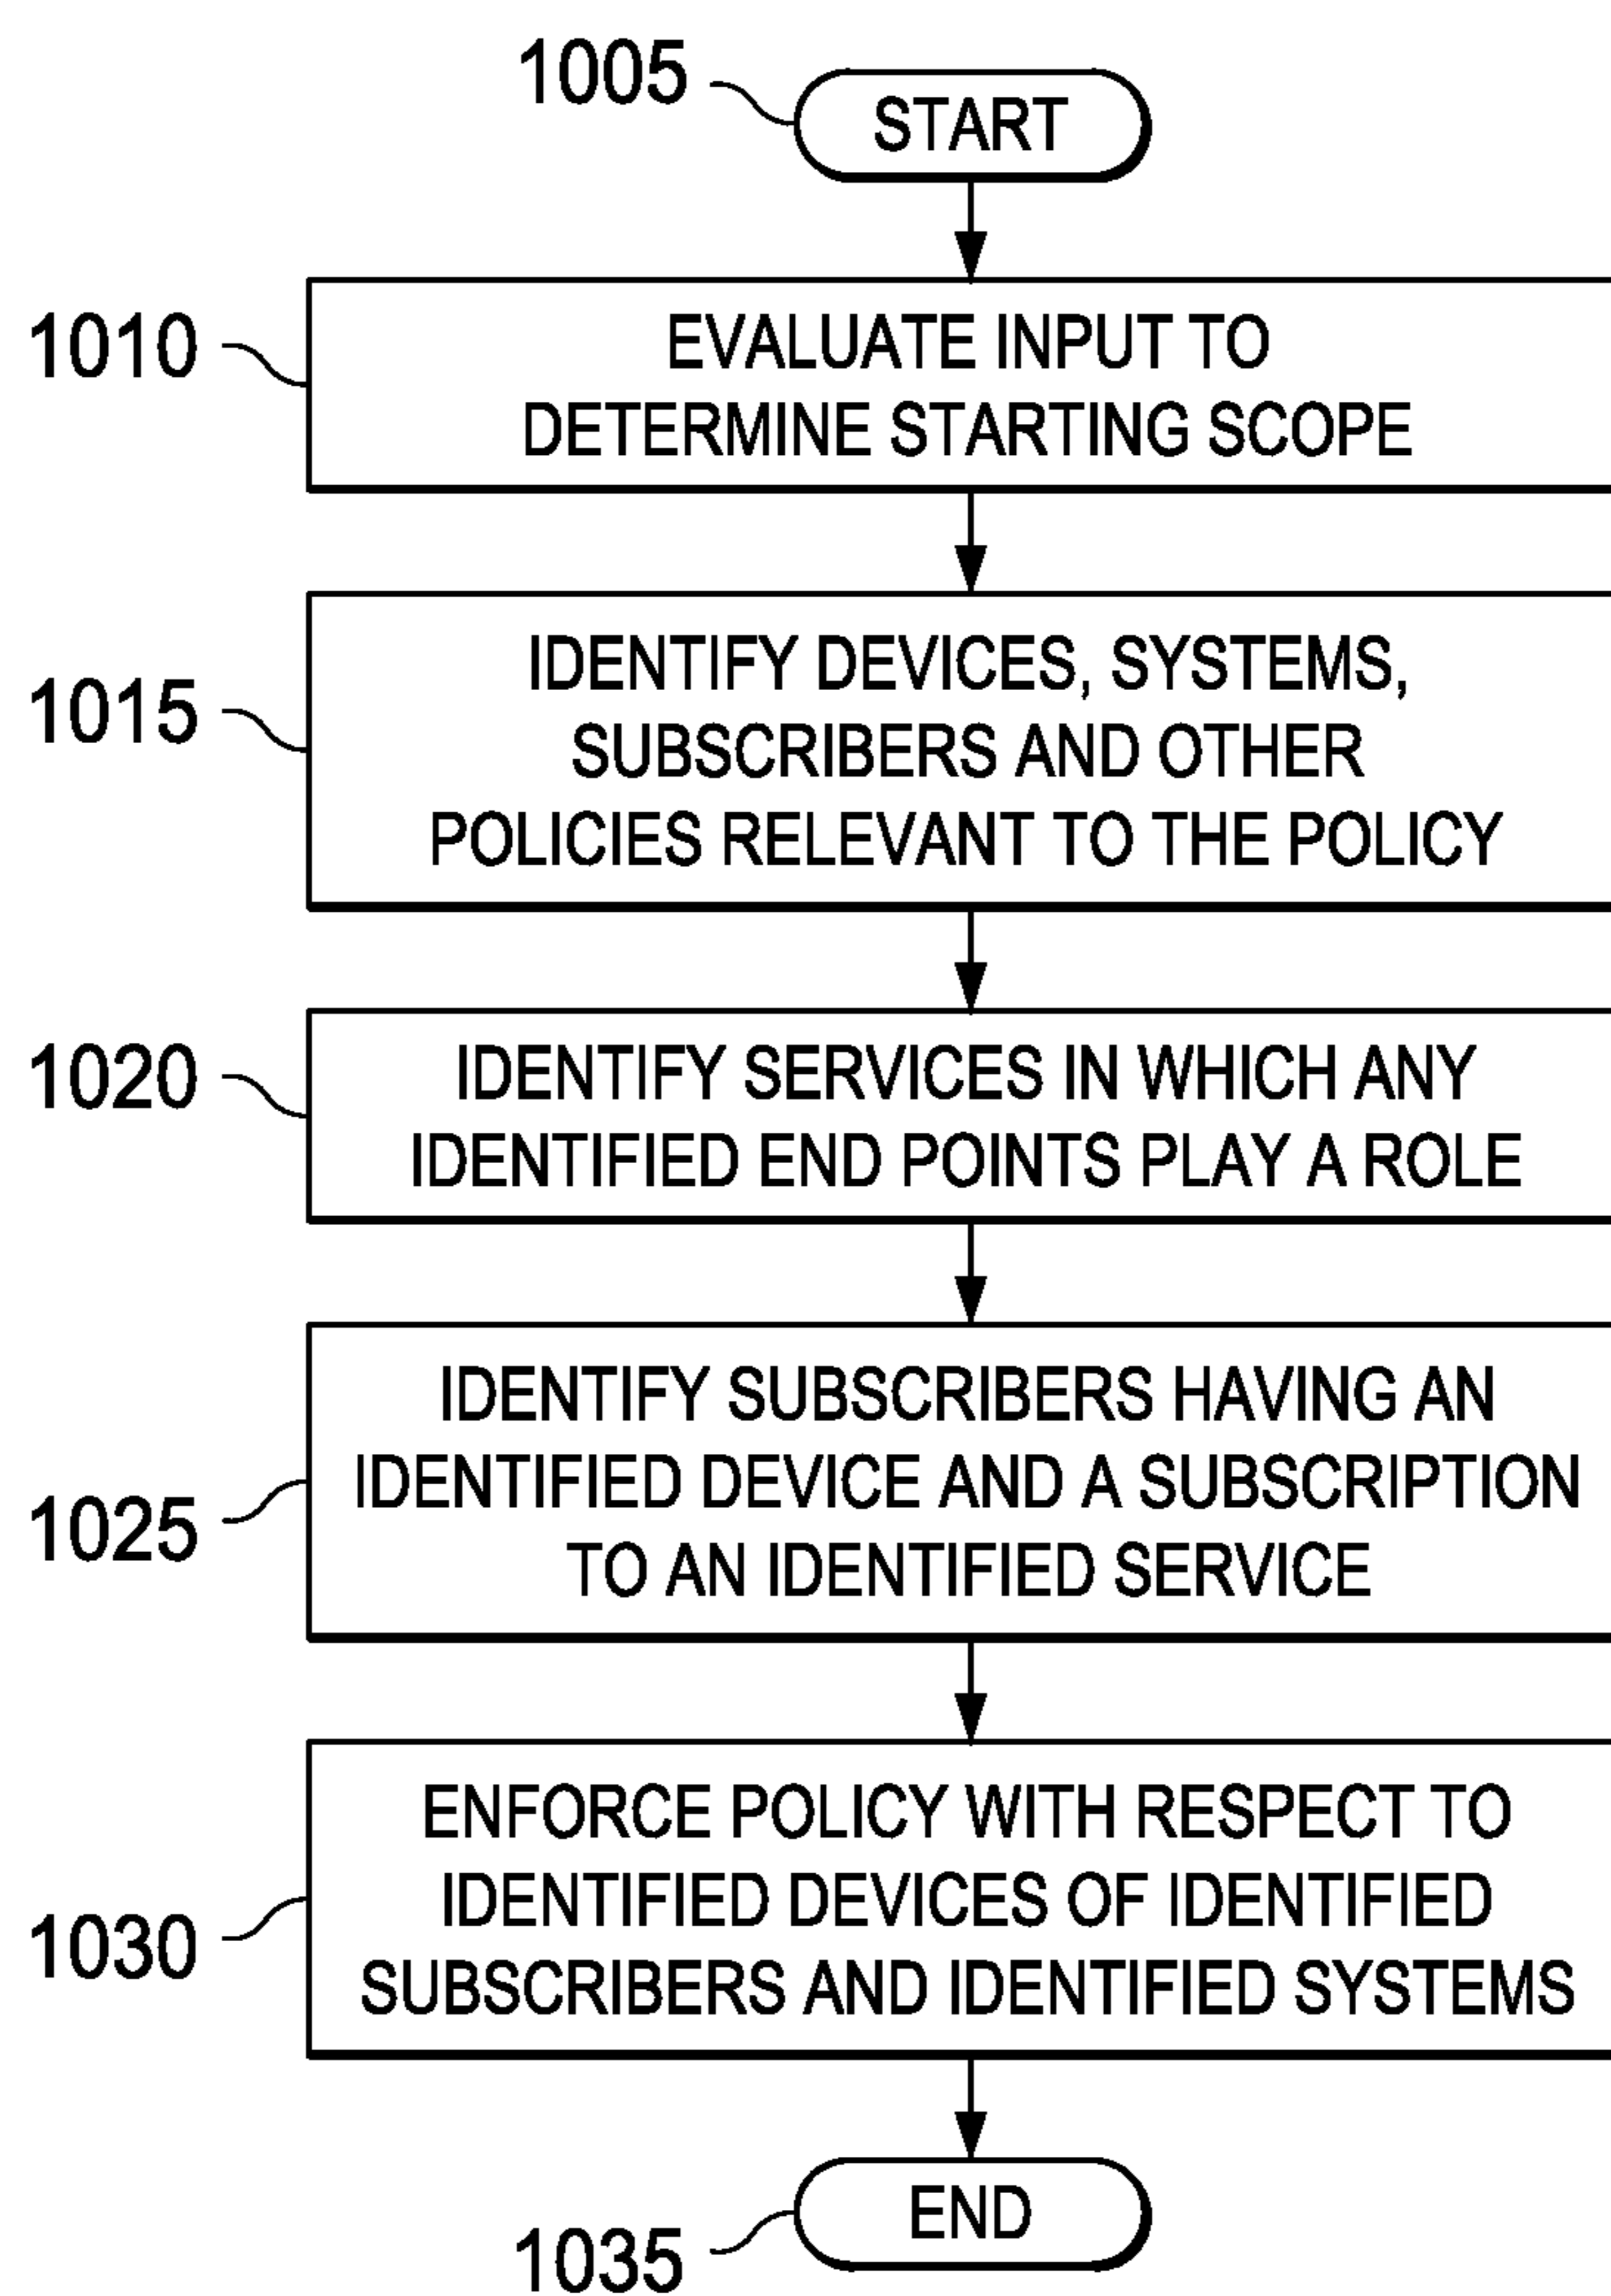 1005
START
1010
EVALUATE INPUT TO
DETERMINE STARTING SCOPE
1015
IDENTIFY DEVICES, SYSTEMS,
SUBSCRIBERS AND OTHER
POLICIES RELEVANT TO THE POLICY
1020
IDENTIFY SERVICES IN WHICH ANY
IDENTIFIED END POINTS PLAY A ROLE
1025
IDENTIFY SUBSCRIBERS HAVING AN
IDENTIFIED DEVICE AND A SUBSCRIPTION
TO AN IDENTIFIED SERVICE
1030
ENFORCE POLICY WITH RESPECT TO
IDENTIFIED DEVICES OF IDENTIFIED
SUBSCRIBERS AND IDENTIFIED SYSTEMS
1035
END